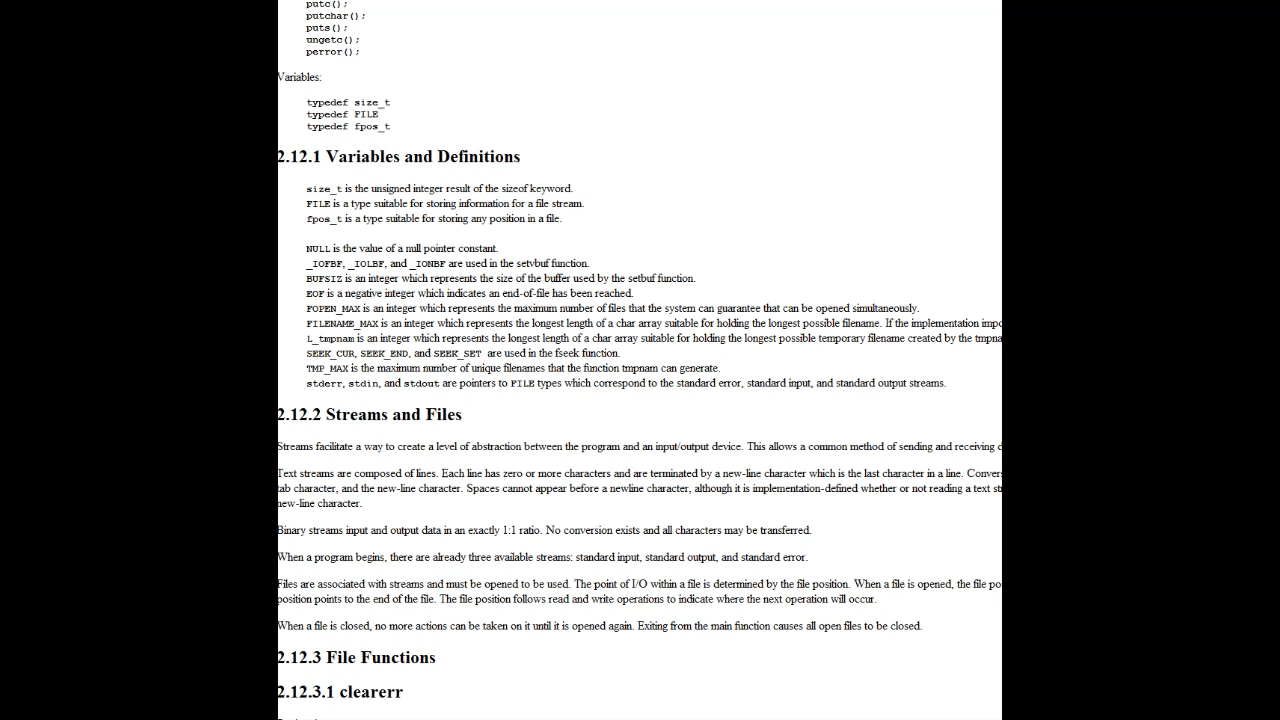 putc();
putchar();
puts();
ungetc();
perror();
Variables:
typedef size_t
typedef FILE
typedef fpos_t
2.12.1 Variables and Definitions
size_t is the unsigned integer result of the sizeof keyword.
FILE is a type suitable for storing information for a file stream.
fpos_t is a type suitable for storing any position in a file.
NULL is the value of a null pointer constant.
_IOFBF, _IOLBF, and _IONBF are used in the setvbuf function.
BUFSIZ is an integer which represents the size of the buffer used by the setbuf function.
EOF is a negative integer which indicates an end-of-file has been reached.
FOPEN_MAX is an integer which represents the maximum number of files that the system can guarantee that can be opened simultaneously.
FILENAME_MAX is an integer which represents the longest length of a char array suitable for holding the longest possible filename. If the implementation impo
L_tmpnam is an integer which represents the longest length of a char array suitable for holding the longest possible temporary filename created by the tmpna
SEEK_CUR, SEEK_END, and SEEK_SET are used in the fseek function.
TMP_MAX is the maximum number of unique filenames that the function tmpnam can generate.
stderr, stdin, and stdout are pointers to FILE types which correspond to the standard error, standard input, and standard output streams.
2.12.2 Streams and Files
Streams facilitate a way to create a level of abstraction between the program and an input/output device. This allows a common method of sending and receiving d
Text streams are composed of lines. Each line has zero or more characters and are terminated by a new-line character which is the last character in a line. Conver
tab character, and the new-line character. Spaces cannot appear before a newline character, although it is implementation-defined whether or not reading a text st
new-line character.
Binary streams input and output data in an exactly 1:1 ratio. No conversion exists and all characters may be transferred.
When a program begins, there are already three available streams: standard input, standard output, and standard error.
Files are associated with streams and must be opened to be used. The point of I/O within a file is determined by the file position. When a file is opened, the file po
position points to the end of the file. The file position follows read and write operations to indicate where the next operation will occur.
When a file is closed, no more actions can be taken on it until it is opened again. Exiting from the main function causes all open files to be closed.
2.12.3 File Functions
2.12.3.1 clearerr